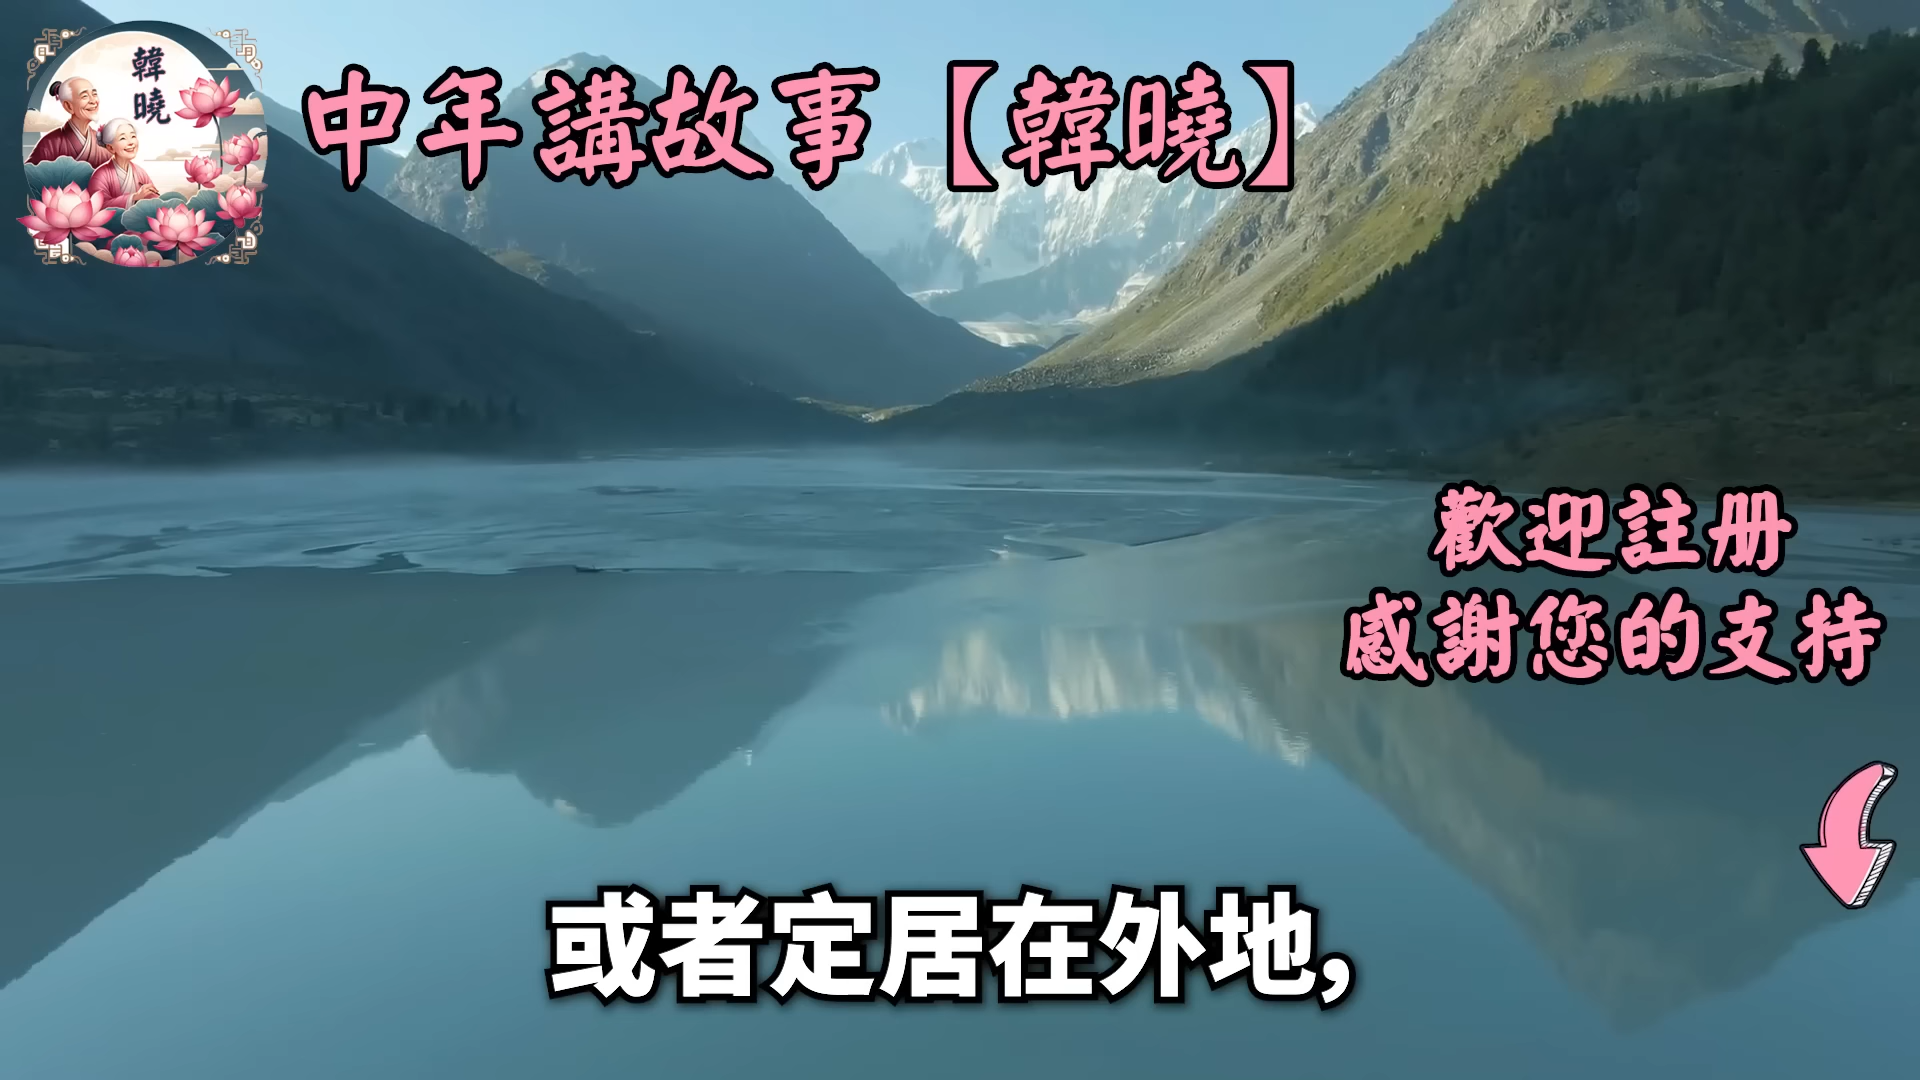 韓曉
中年講故事【韓曉】
歡迎註册
感謝您的支持
或者定居在外地,